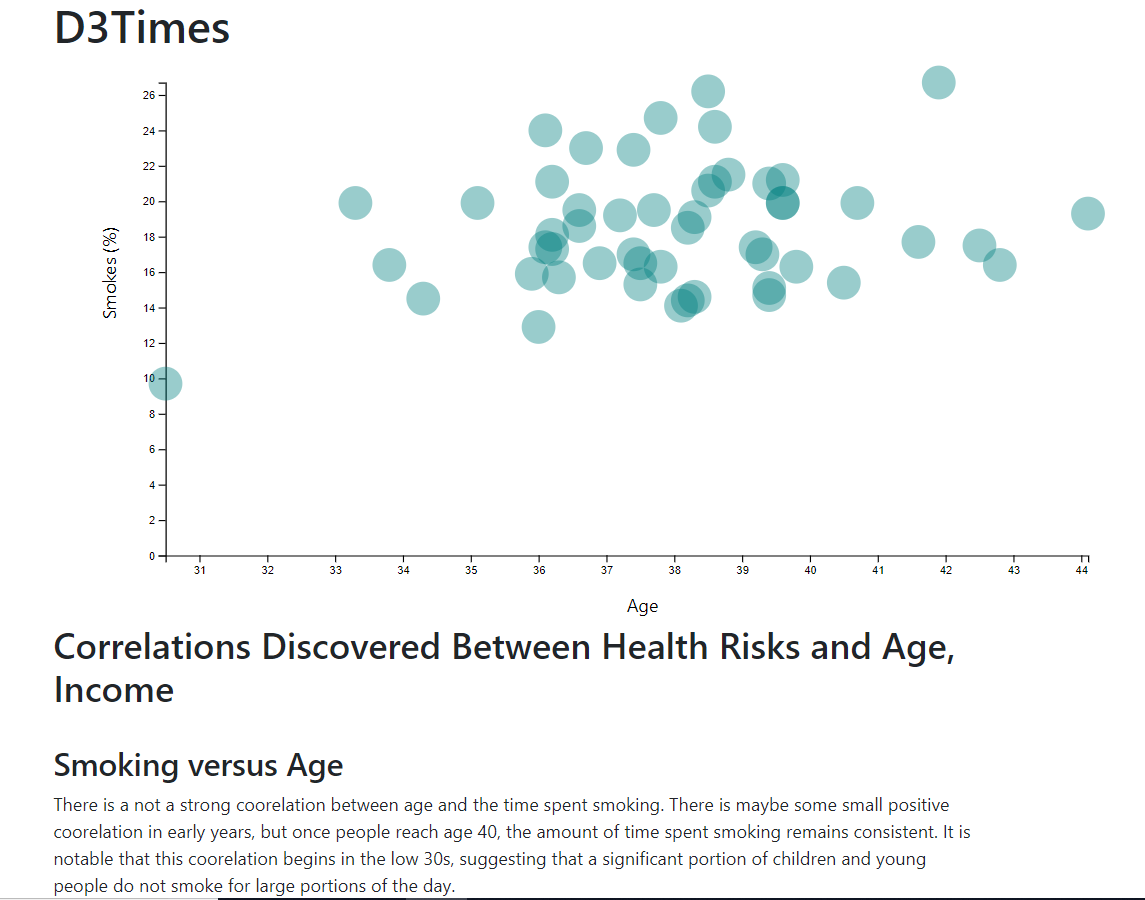 D3Times
26
24
22
20
18
16
14
12
10
8
6
4
2
0
Smokes (%)
31 32 33 34 35 36 37 38 39 40 41 42 43 44
Age
Correlations Discovered Between Health Risks and Age,
Income
Smoking versus Age
There is a not a strong coorelation between age and the time spent smoking. There is maybe some small positive
coorelation in early years, but once people reach age 40, the amount of time spent smoking remains consistent. It is
notable that this coorelation begins in the low 30s, suggesting that a significant portion of children and young
people do not smoke for large portions of the day.